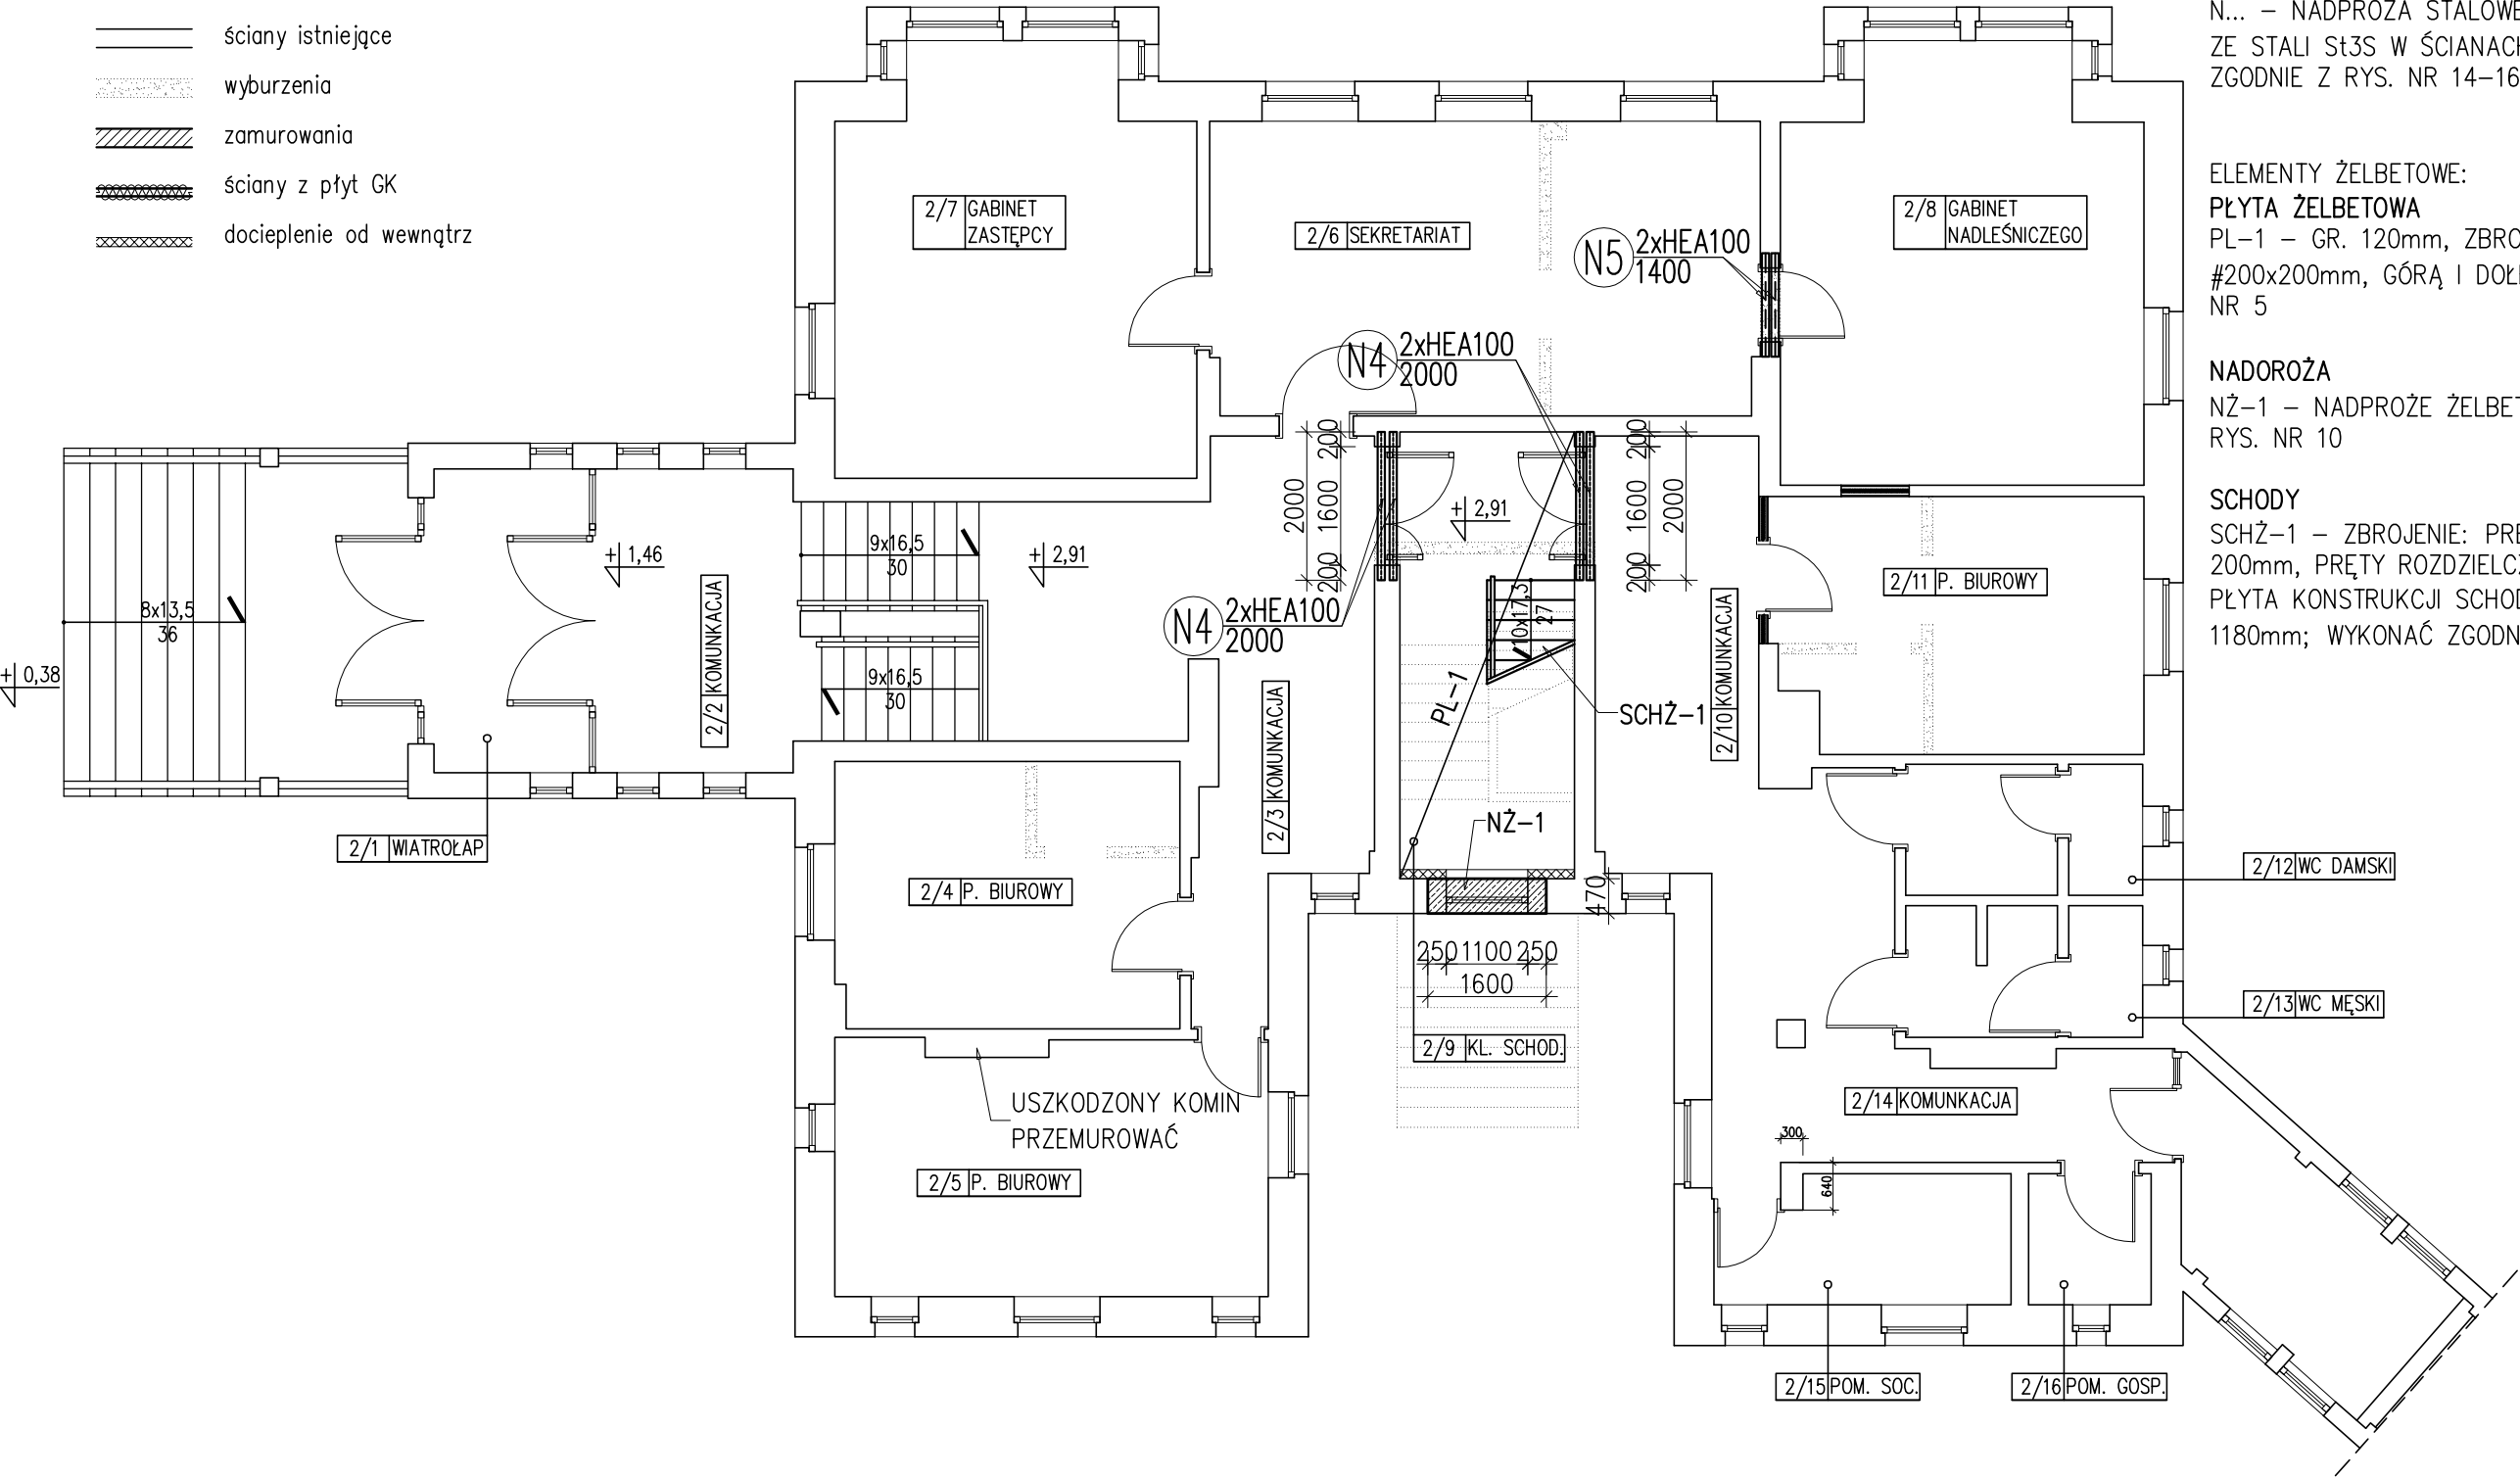 ściany istniejące
wyburzenia
zamurowania
ściany z płyt GK
docieplenie od wewnątrz
N... – NADPROŻA STALOWE
ZE STALI St3S W ŚCIANACH
ZGODNIE Z RYS. NR 14–16
ELEMENTY ŻELBETOWE:
PŁYTA ŻELBETOWA
PL–1 – GR. 120mm, ZBRO
#200x200mm, GÓRĄ I DOŁ
NR 5
NADOROŻA
NŻ–1 – NADPROŻE ŻELBE
RYS. NR 10
SCHODY
SCHŻ–1 – ZBROJENIE: PRĘ
200mm, PRĘTY ROZDZIELCZ
PŁYTA KONSTRUKCJI SCHOD
1180mm; WYKONAĆ ZGODN
2/7 GABINET
ZASTĘPCY
2/6 SEKRETARIAT
2/8 GABINET
NADLEŚNICZEGO
N5 2xHEA100
1400
N4 2xHEA100
2000
200
1600
2000
200
200
1600
2000
200
+ 2,91
9x16,5
30
+ 2,91
+ 1,46
8x13,5
36
+ 0,38
2/2 KOMUNKACJA
9x16,5
30
N4 2xHEA100
2000
10x17,5
27
PL–1
SCHŻ–1
2/10 KOMUNKACJA
2/11 P. BIUROWY
2/3 KOMUNKACJA
NŻ–1
2/1 WIATROŁAP
2/4 P. BIUROWY
470
250 1100 250
1600
2/12 WC DAMSKI
2/13 WC MĘSKI
2/9 KL. SCHOD.
USZKODZONY KOMIN
PRZEMUROWAĆ
2/14 KOMUNKACJA
300
640
2/5 P. BIUROWY
2/15 POM. SOC.
2/16 POM. GOSP.